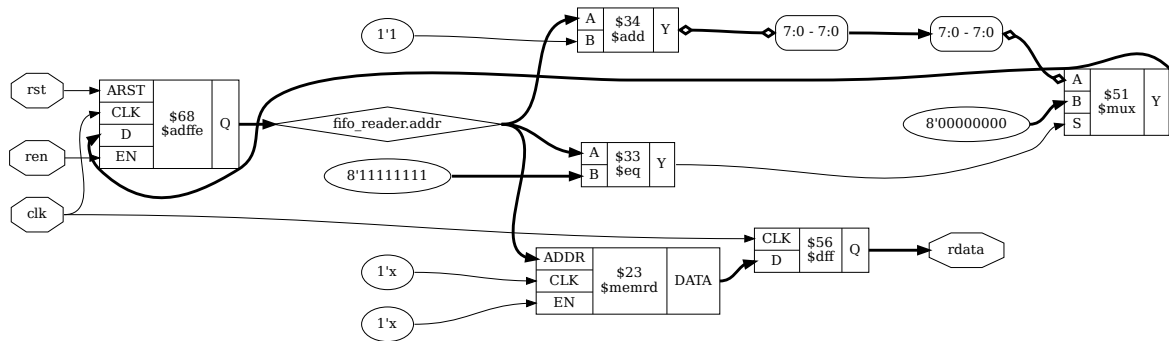 1'1
A
B
$34
$add
Y
7:0 - 7:0
7:0 - 7:0
rst
ren
clk
ARST
CLK
D
EN
$68
$adffe
Q
fifo_reader.addr
8'11111111
A
B
$33
$eq
Y
8'00000000
A
B
S
$51
$mux
Y
1'x
1'x
ADDR
CLK
EN
$23
$memrd
DATA
CLK
D
$56
$dff
Q
rdata